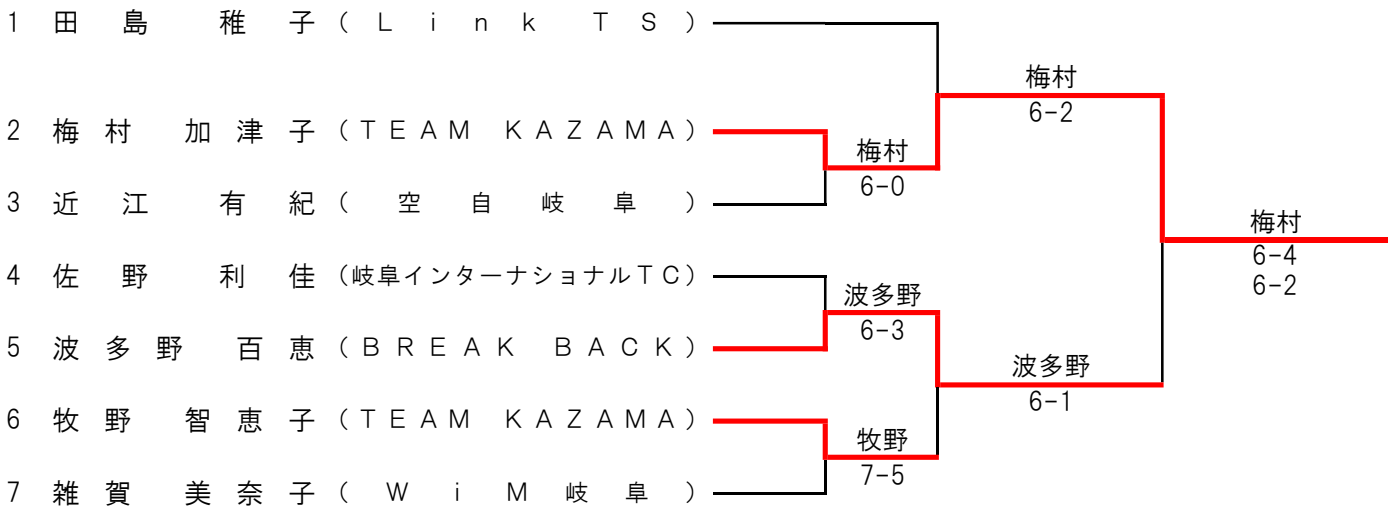 1 田島 稚子 (Link TS)
梅村
6-2
2 梅村 加津子 (TEAM KAZAMA)
梅村
6-0
3 近江 有紀 (空自岐阜)
梅村
6-4
6-2
4 佐野 利佳 (岐阜インターナショナルTC)
波多野
6-3
5 波多野 百恵 (BREAK BACK)
波多野
6-1
6 牧野 智恵子 (TEAM KAZAMA)
牧野
7-5
7 雑賀 美奈子 (WiM岐阜)